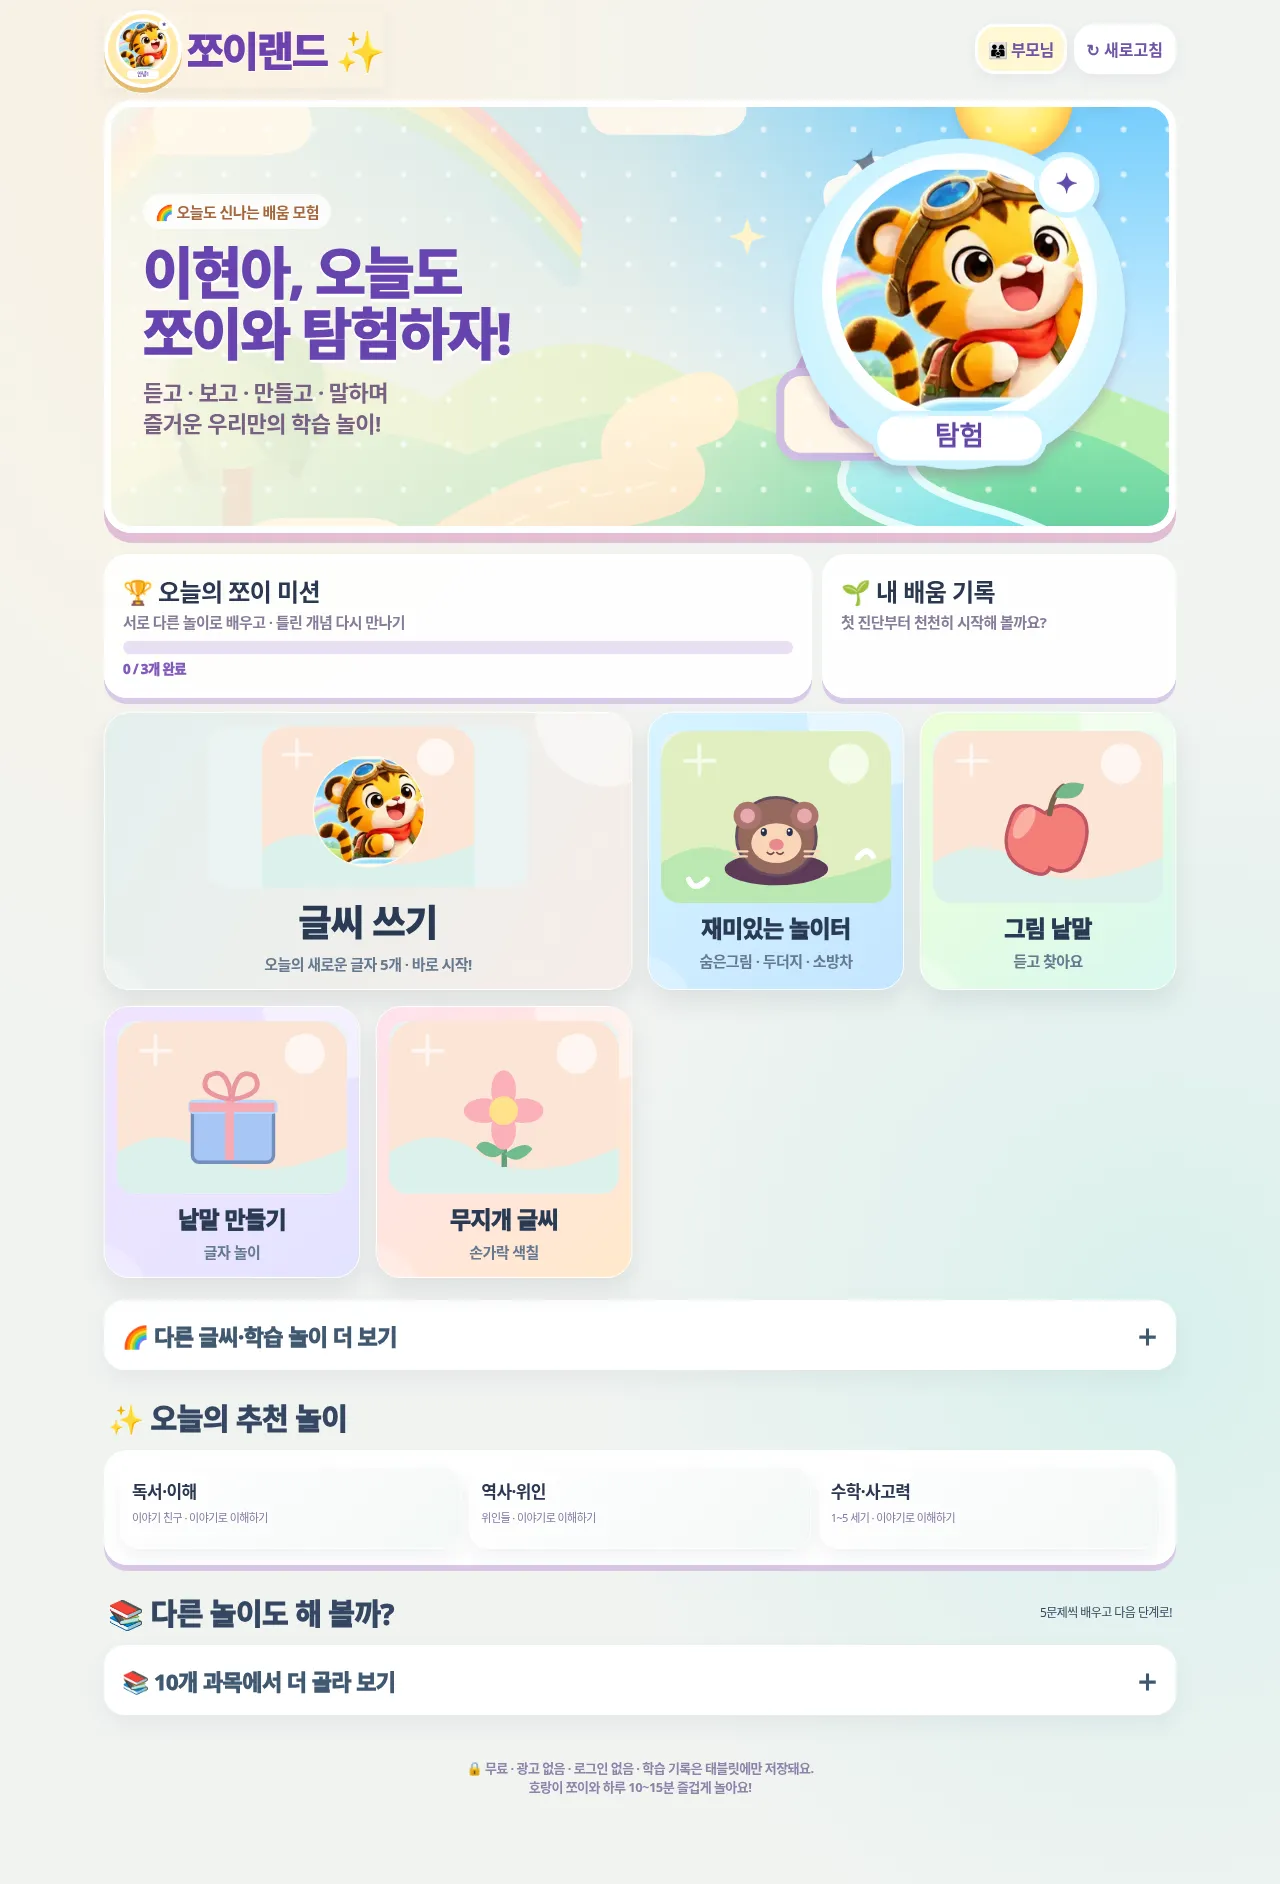 안녕!
쪼이랜드 ✨
👪 부모님
↻ 새로고침
🌈 오늘도 신나는 배움 모험
이현아, 오늘도
쪼이와 탐험하자!
듣고 · 보고 · 만들고 · 말하며
즐거운 우리만의 학습 놀이!
탐험
🏆 오늘의 쪼이 미션
서로 다른 놀이로 배우고 · 틀린 개념 다시 만나기
0 / 3개 완료
🌱 내 배움 기록
첫 진단부터 천천히 시작해 볼까요?
글씨 쓰기
오늘의 새로운 글자 5개 · 바로 시작!
재미있는 놀이터
숨은그림 · 두더지 · 소방차
그림 낱말
듣고 찾아요
낱말 만들기
글자 놀이
무지개 글씨
손가락 색칠
🌈 다른 글씨·학습 놀이 더 보기
+
✨ 오늘의 추천 놀이
독서·이해
이야기 친구 · 이야기로 이해하기
역사·위인
위인들 · 이야기로 이해하기
수학·사고력
1~5 세기 · 이야기로 이해하기
📚 다른 놀이도 해 볼까?
5문제씩 배우고 다음 단계로!
📚 10개 과목에서 더 골라 보기
+
🔒 무료 · 광고 없음 · 로그인 없음 · 학습 기록은 태블릿에만 저장돼요.
호랑이 쪼이와 하루 10~15분 즐겁게 놀아요!